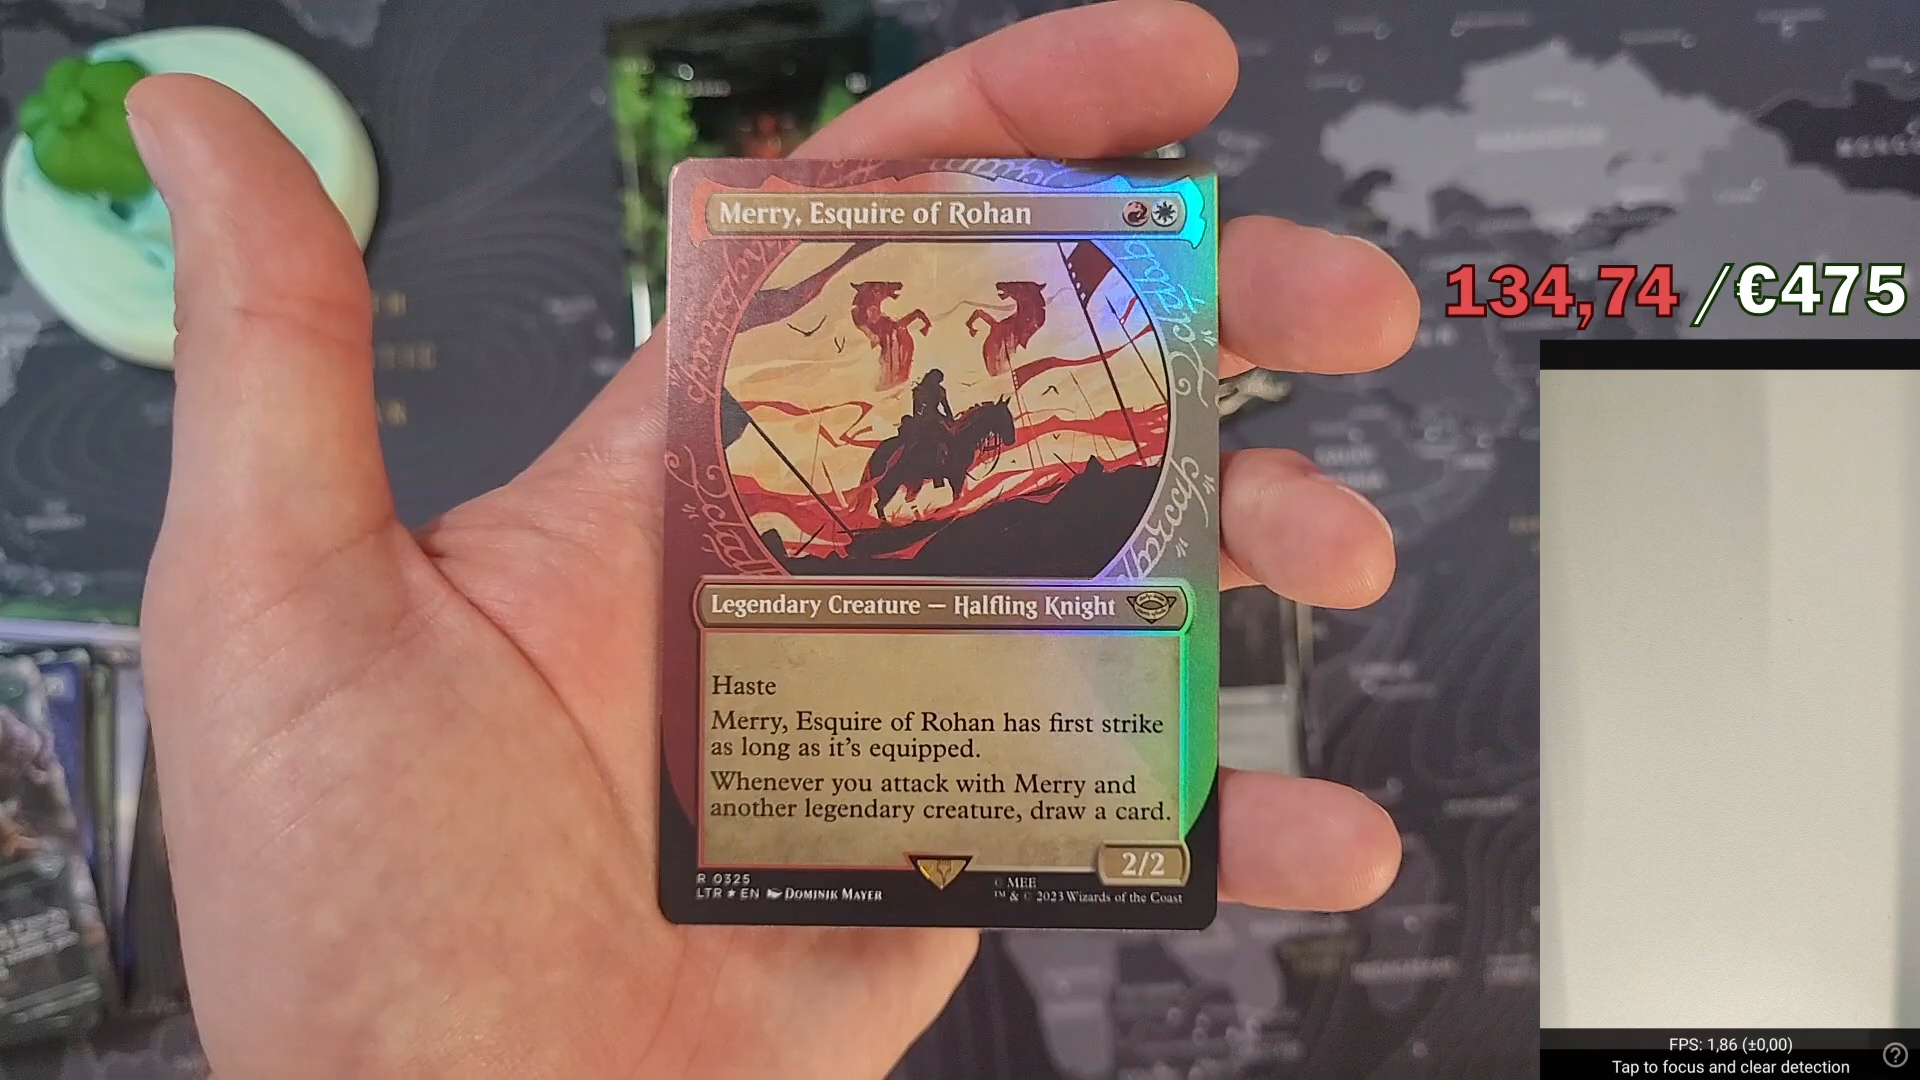 Merry, Esquire of Rohan
134,74 /€475
Legendary Creature — Halfling Knight
Haste
Merry, Esquire of Rohan has first strike
as long as it's equipped.
Whenever you attack with Merry and
another legendary creature, draw a card.
2/2
R 0325
LTR ★ EN DOMINIK MAYER
© MEE
™ & © 2023 Wizards of the Coast
FPS: 1,86 (±0,00)
Tap to focus and clear detection
?